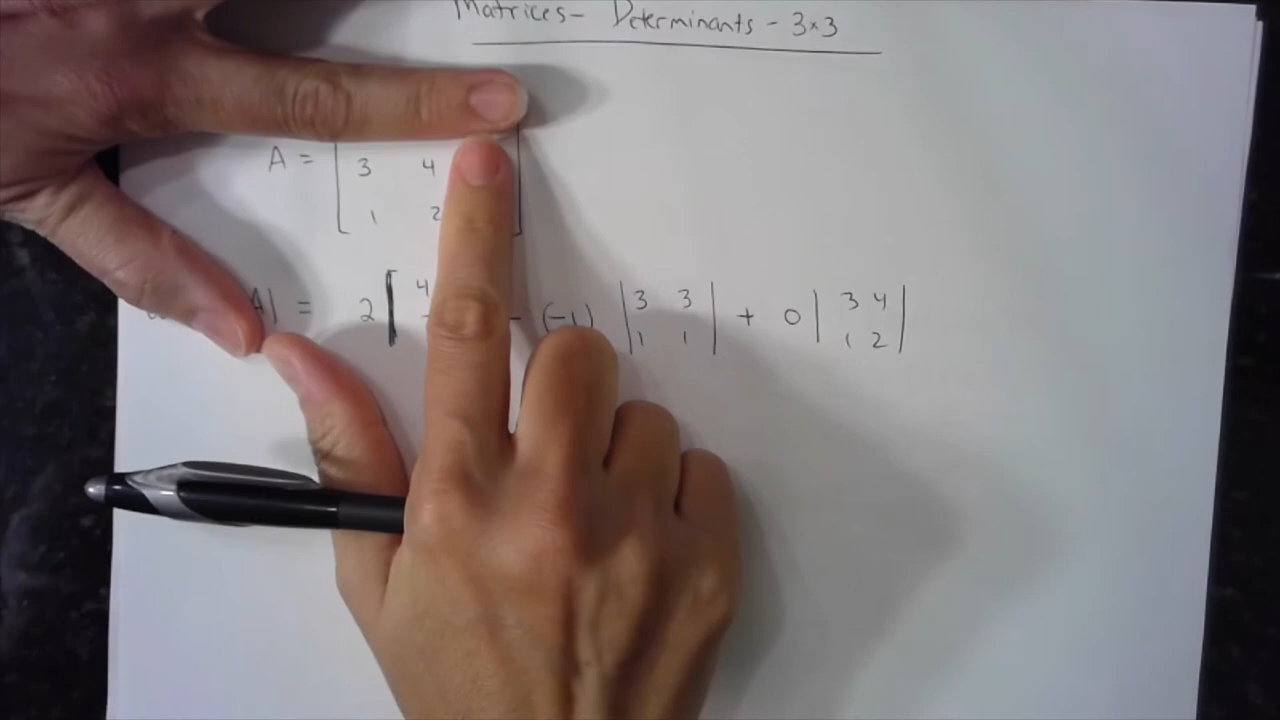 Matrices- Determinants - 3×3
A = [ 3 4
1 2 ]
A| = 2 | 4 - (-1) | 3 3 | + 0 | 3 4 |
1 1 1 2